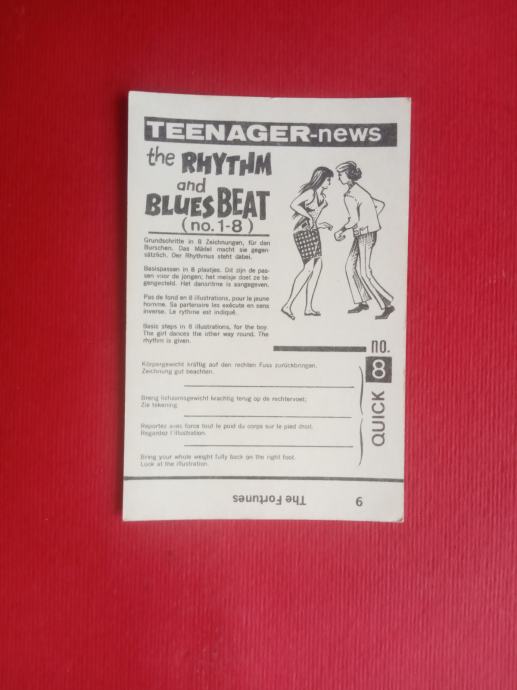 TEENAGER-news
the RHYTHM
and
BLUES BEAT
(no. 1-8)
Grundschritte in 8 Zeichnungen, für den
Burschen. Das Mädel macht sie gegen-
sätzlich. Der Rhythmus steht dabei.
Basispassen in 8 plaatjes. Dit zijn de pas-
sen voor de jongen; het meisje doet ze te-
gengesteld. Het dansritme is aangegeven.
Pas de fond en 8 illustrations, pour le jeune
homme. Sa partenaire les exécute en sens
inverse. Le rythme est indiqué.
Basic steps in 8 illustrations, for the boy.
The girl dances the other way round. The
rhythm is given.
no.
8
QUICK
Körpergewicht kräftig auf den rechten Fuss zurückbringen.
Zeichnung gut beachten.
Breng lichaamsgewicht krachtig terug op de rechtervoet.
Zie tekening.
Reportez avec force tout le poid du corps sur le pied droit.
Regardez l'illustration.
Bring your whole weight fully back on the right foot.
Look at the illustration.
The Fortunes
9